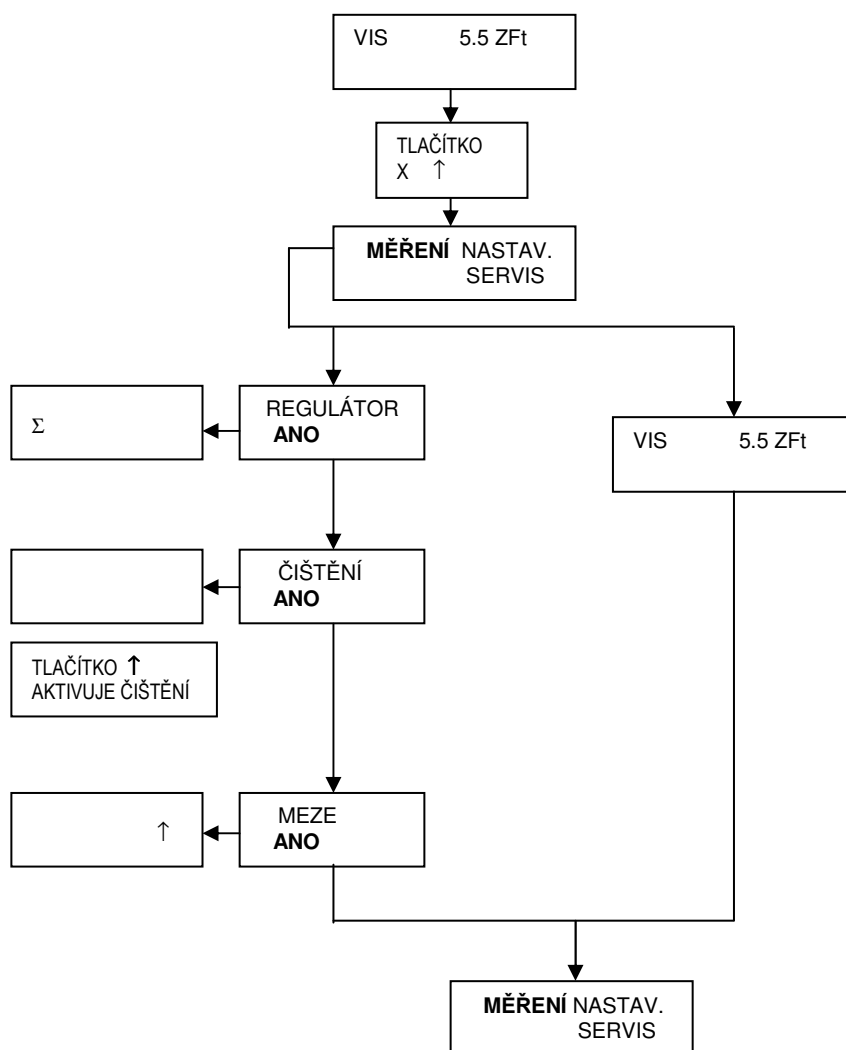 VIS 5.5 ZFt
TLAČÍTKO
X ↑
MĚŘENÍ NASTAV.
SERVIS
Σ
REGULÁTOR
ANO
VIS 5.5 ZFt
ČIŠTĚNÍ
ANO
TLAČÍTKO ↑
AKTIVUJE ČIŠTĚNÍ
↑
MEZE
ANO
MĚŘENÍ NASTAV.
SERVIS